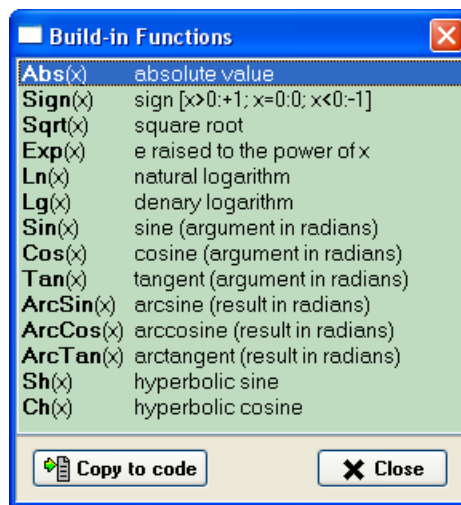 Build-in Functions
Abs(x) absolute value
Sign(x) sign [x>0:+1; x=0:0; x<0:-1]
Sqrt(x) square root
Exp(x) e raised to the power of x
Ln(x) natural logarithm
Lg(x) denary logarithm
Sin(x) sine (argument in radians)
Cos(x) cosine (argument in radians)
Tan(x) tangent (argument in radians)
ArcSin(x) arcsine (result in radians)
ArcCos(x) arccosine (result in radians)
ArcTan(x) arctangent (result in radians)
Sh(x) hyperbolic sine
Ch(x) hyperbolic cosine
Copy to code Close